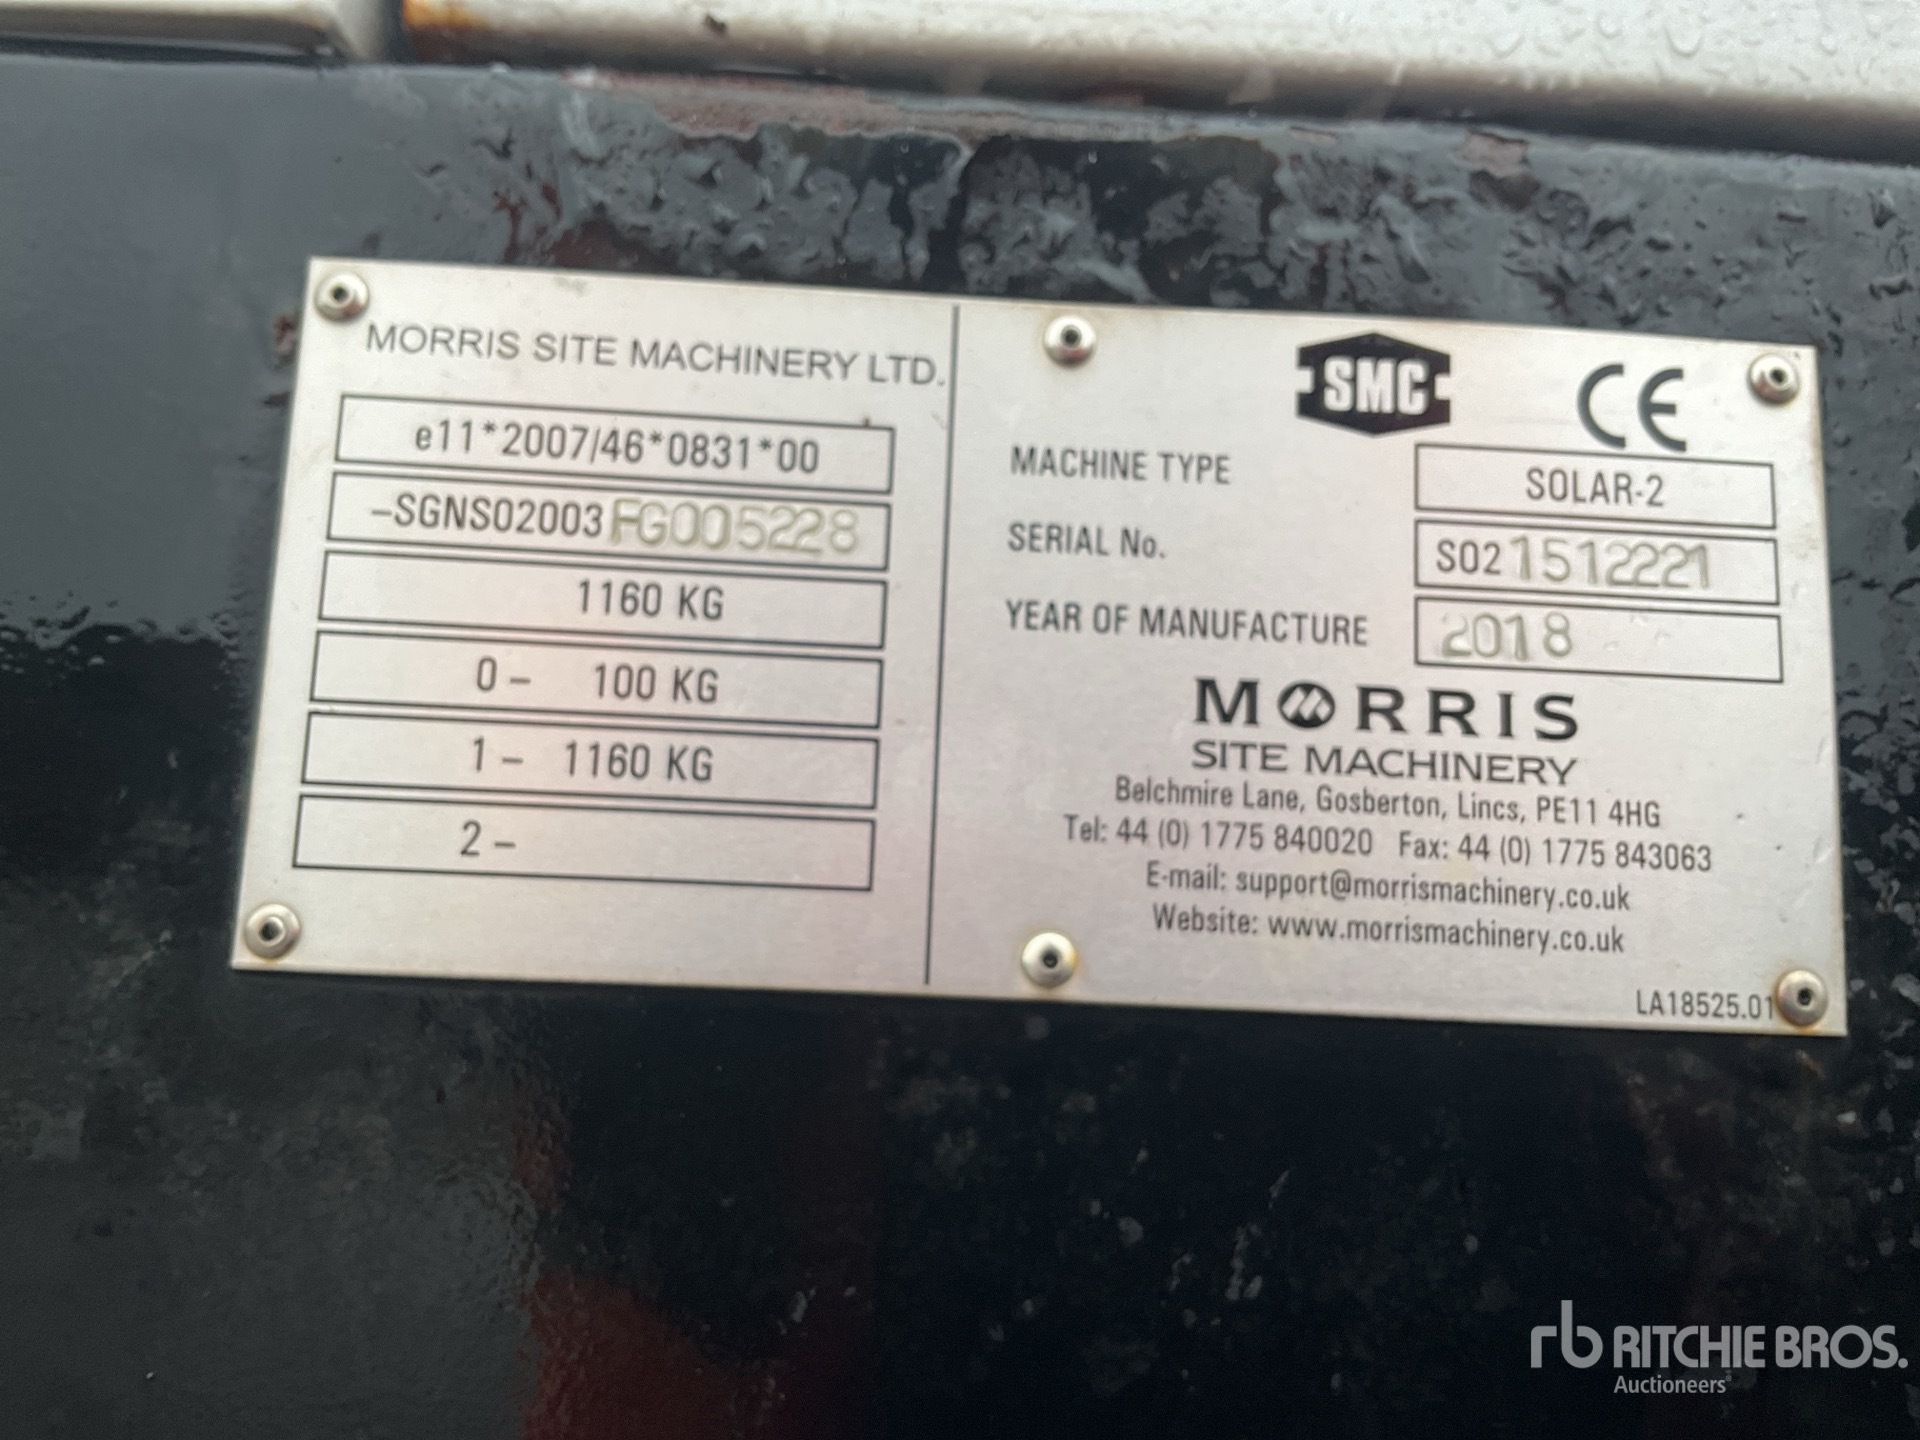 MORRIS SITE MACHINERY LTD.
e11*2007/46*0831*00
-SGNS02003FG005228
1160 KG
0 - 100 KG
1 - 1160 KG
2 -
SMC CE
MACHINE TYPE SOLAR-2
SERIAL No. S021512221
YEAR OF MANUFACTURE 2018
MORRIS
SITE MACHINERY
Belchmire Lane, Gosberton, Lincs, PE11 4HG
Tel: 44 (0) 1775 840020 Fax: 44 (0) 1775 843063
E-mail: support@morrismachinery.co.uk
Website: www.morrismachinery.co.uk
LA18525.01
rb RITCHIE BROS.
Auctioneers